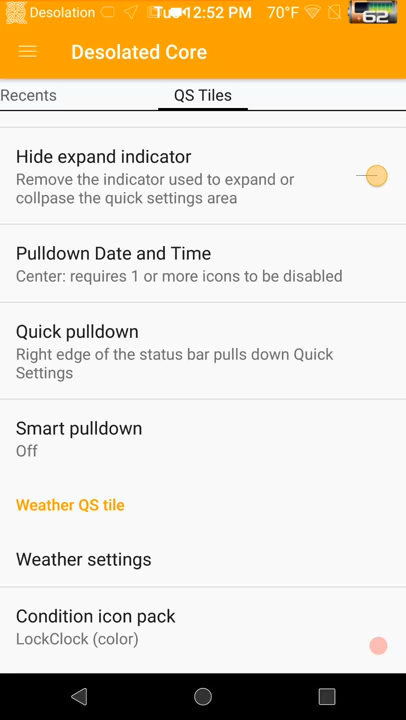 Desolation Tue 12:52 PM 70°F 62
Desolated Core
Recents QS Tiles
Hide expand indicator
Remove the indicator used to expand or
collpase the quick settings area
Pulldown Date and Time
Center: requires 1 or more icons to be disabled
Quick pulldown
Right edge of the status bar pulls down Quick
Settings
Smart pulldown
Off
Weather QS tile
Weather settings
Condition icon pack
LockClock (color)